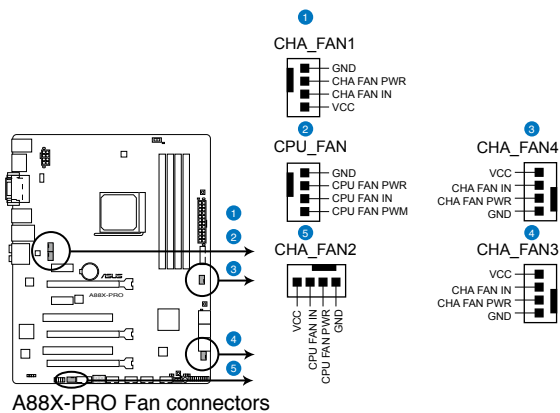 1
CHA_FAN1
GND
CHA FAN PWR
CHA FAN IN
VCC
2
CPU_FAN
GND
CPU FAN PWR
CPU FAN IN
CPU FAN PWM
3
CHA_FAN4
VCC
CHA FAN IN
CHA FAN PWR
GND
5
CHA_FAN2
VCC
CPU FAN IN
CPU FAN PWR
GND
4
CHA_FAN3
VCC
CHA FAN IN
CHA FAN PWR
GND
1
2
3
4
5
/SUS
A88X-PRO
A88X-PRO Fan connectors